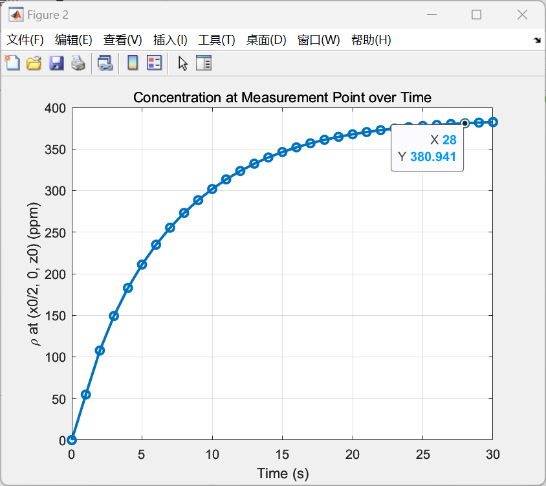 Figure 2
文件(F) 编辑(E) 查看(V) 插入(I) 工具(T) 桌面(D) 窗口(W) 帮助(H)
Concentration at Measurement Point over Time
400
350
300
250
200
150
100
50
0
ρ at (x0/2, 0, z0) (ppm)
X 28
Y 380.941
0 5 10 15 20 25 30
Time (s)